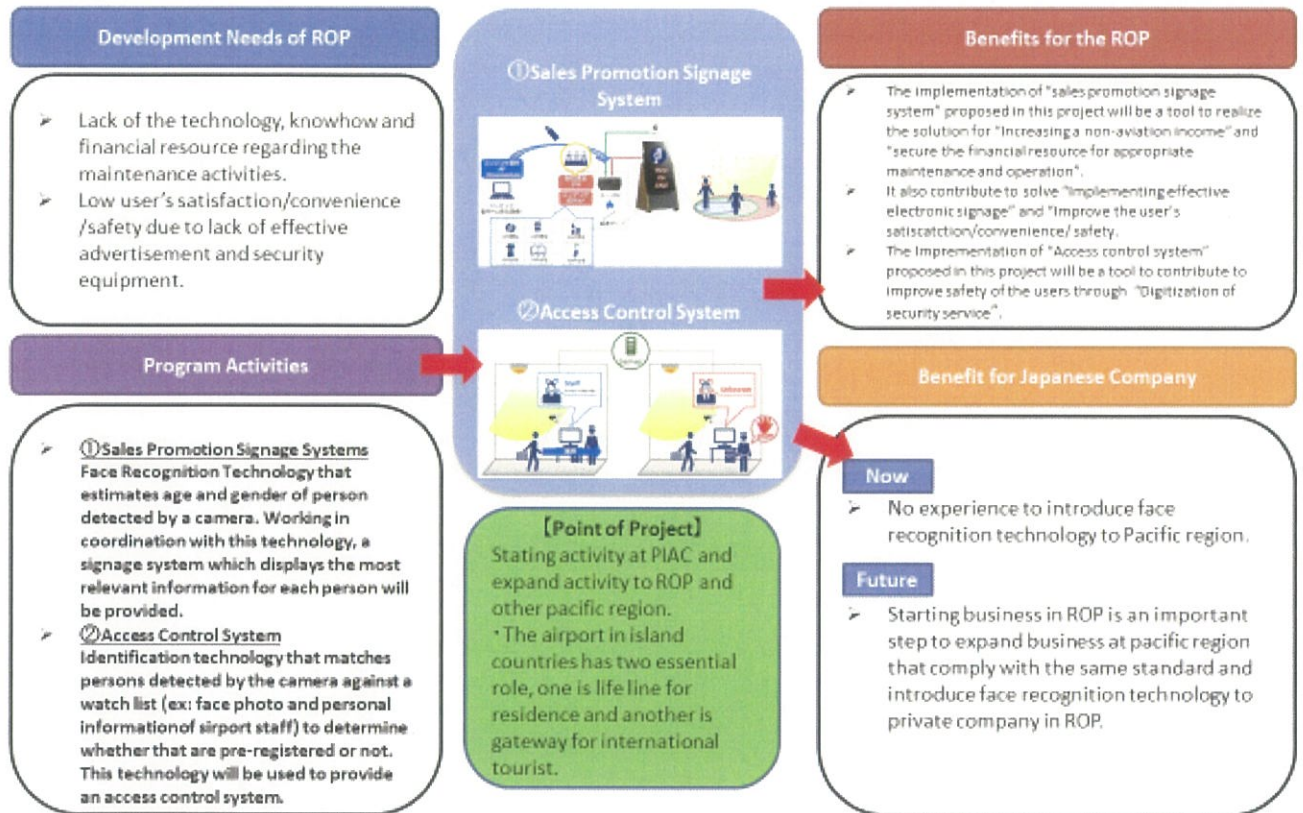 Development Needs of ROP
➢ Lack of the technology, knowhow and
financial resource regarding the
maintenance activities.
➢ Low user's satisfaction/convenience
/safety due to lack of effective
advertisement and security
equipment.
Program Activities
➢ ①Sales Promotion Signage Systems
Face Recognition Technology that
estimates age and gender of person
detected by a camera. Working in
coordination with this technology, a
signage system which displays the most
relevant information for each person will
be provided.
➢ ②Access Control System
Identification technology that matches
persons detected by the camera against a
watch list (ex: face photo and personal
informationof sirport staff) to determine
whether that are pre-registered or not.
This technology will be used to provide
an access control system.
①Sales Promotion Signage
System
②Access Control System
Staff
Unknown
【Point of Project】
Stating activity at PIAC and
expand activity to ROP and
other pacific region.
・The airport in island
countries has two essential
role, one is life line for
residence and another is
gateway for international
tourist.
Benefits for the ROP
➢ The implementation of "sales promotion signage
system" proposed in this project will be a tool to realize
the solution for "Increasing a non-aviation income" and
"secure the financial resource for appropriate
maintenance and operation".
➢ It also contribute to solve "Implementing effective
electronic signage" and "Improve the user's
satiscatction/convenience/ safety.
➢ The Imprementation of "Access control system"
proposed in this project will be a tool to contribute to
improve safety of the users through "Digitization of
security service".
Benefit for Japanese Company
Now
➢ No experience to introduce face
recognition technology to Pacific region.
Future
➢ Starting business in ROP is an important
step to expand business at pacific region
that comply with the same standard and
introduce face recognition technology to
private company in ROP.